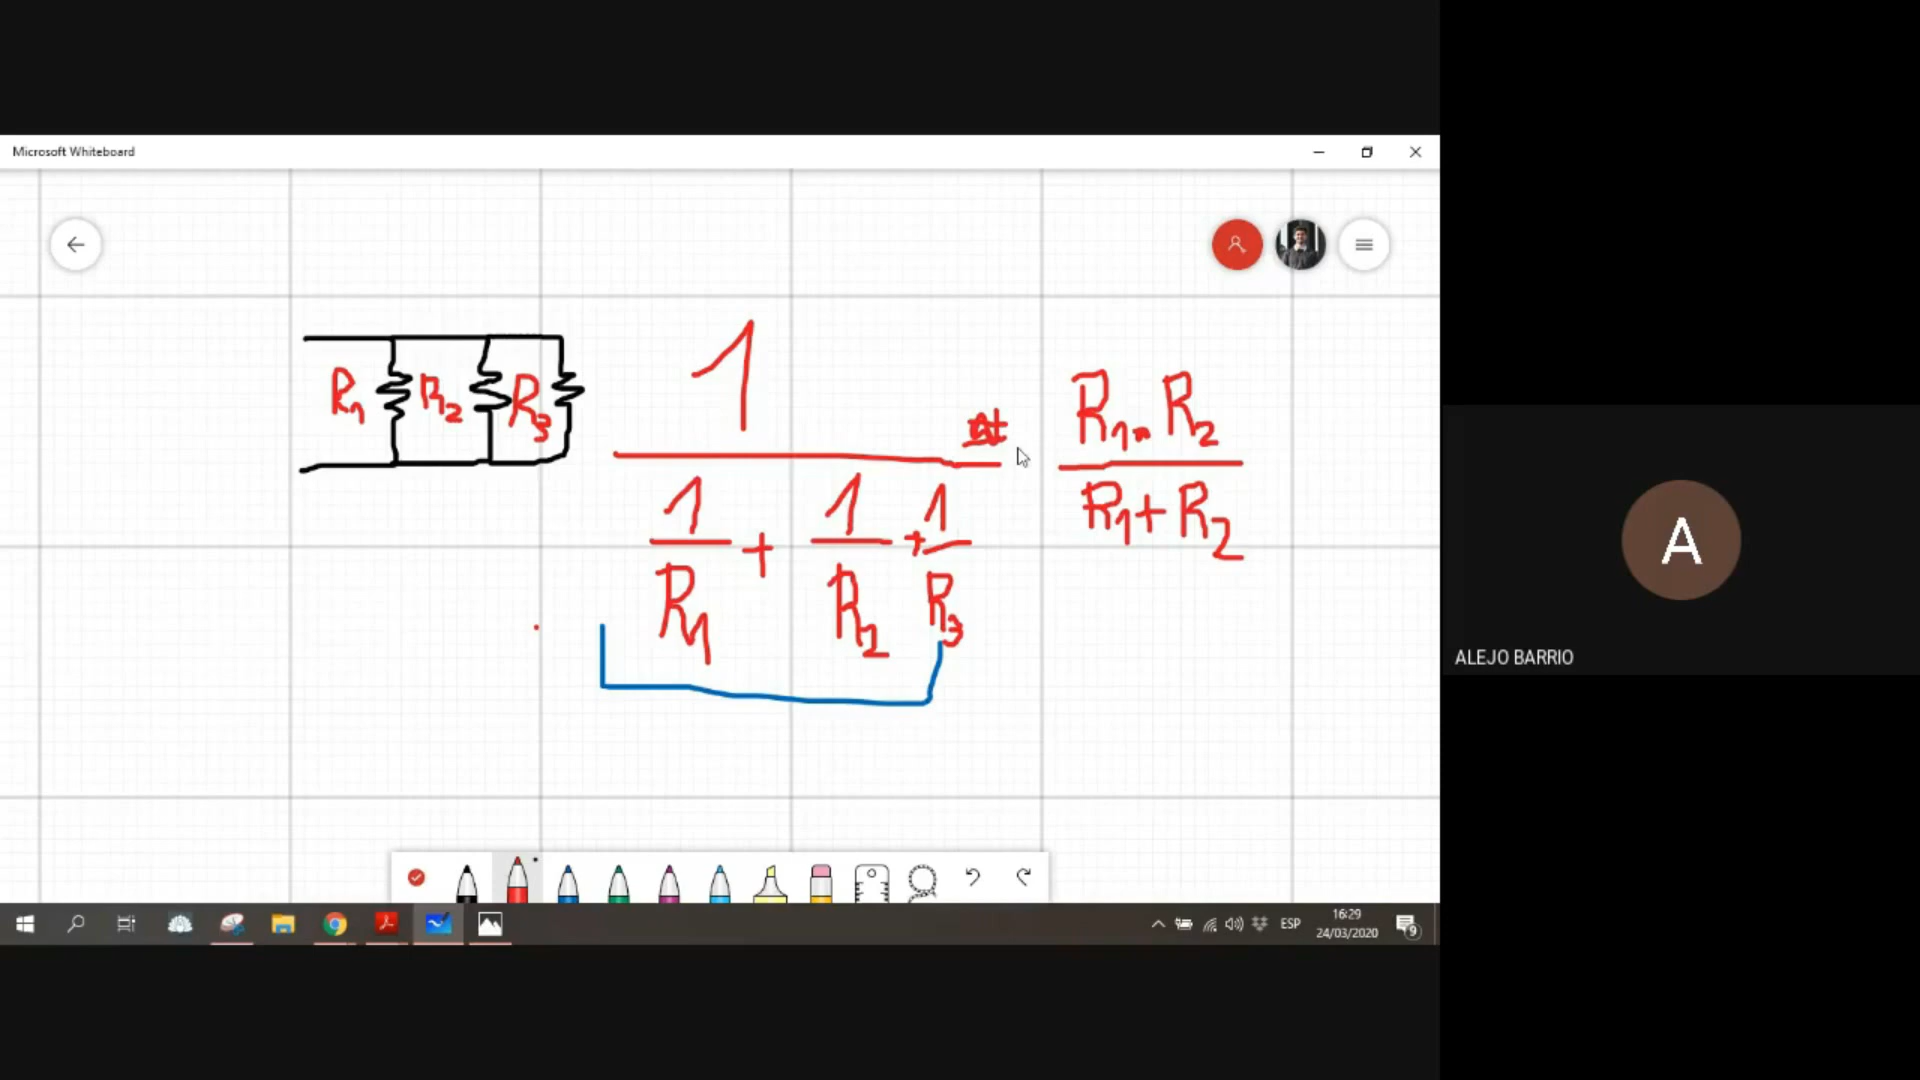 Microsoft Whiteboard
R1 R2 R3
1
1 1 1
+ +
R1 R2 R3
R1. R2
R1+R2
A
ALEJO BARRIO
ESP
16:29
24/03/2020
9